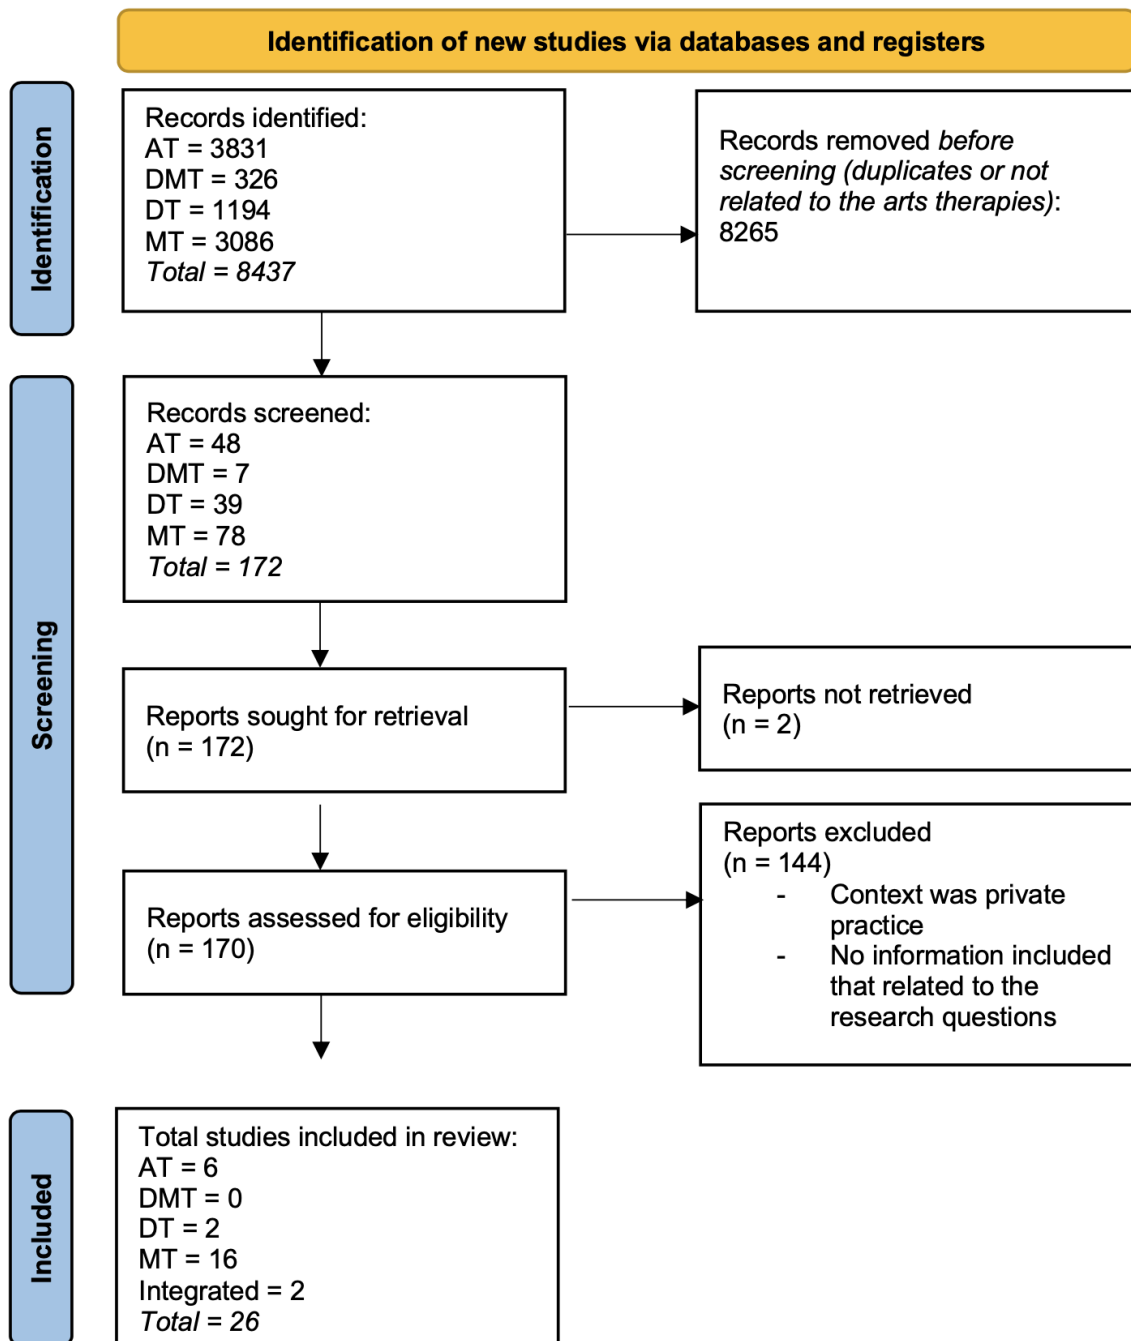 Identification of new studies via databases and registers
Identification
Records identified:
AT = 3831
DMT = 326
DT = 1194
MT = 3086
Total = 8437
Records removed before
screening (duplicates or not
related to the arts therapies):
8265
Screening
Records screened:
AT = 48
DMT = 7
DT = 39
MT = 78
Total = 172
Reports sought for retrieval
(n = 172)
Reports not retrieved
(n = 2)
Reports assessed for eligibility
(n = 170)
Reports excluded
(n = 144)
- Context was private
practice
- No information included
that related to the
research questions
Included
Total studies included in review:
AT = 6
DMT = 0
DT = 2
MT = 16
Integrated = 2
Total = 26